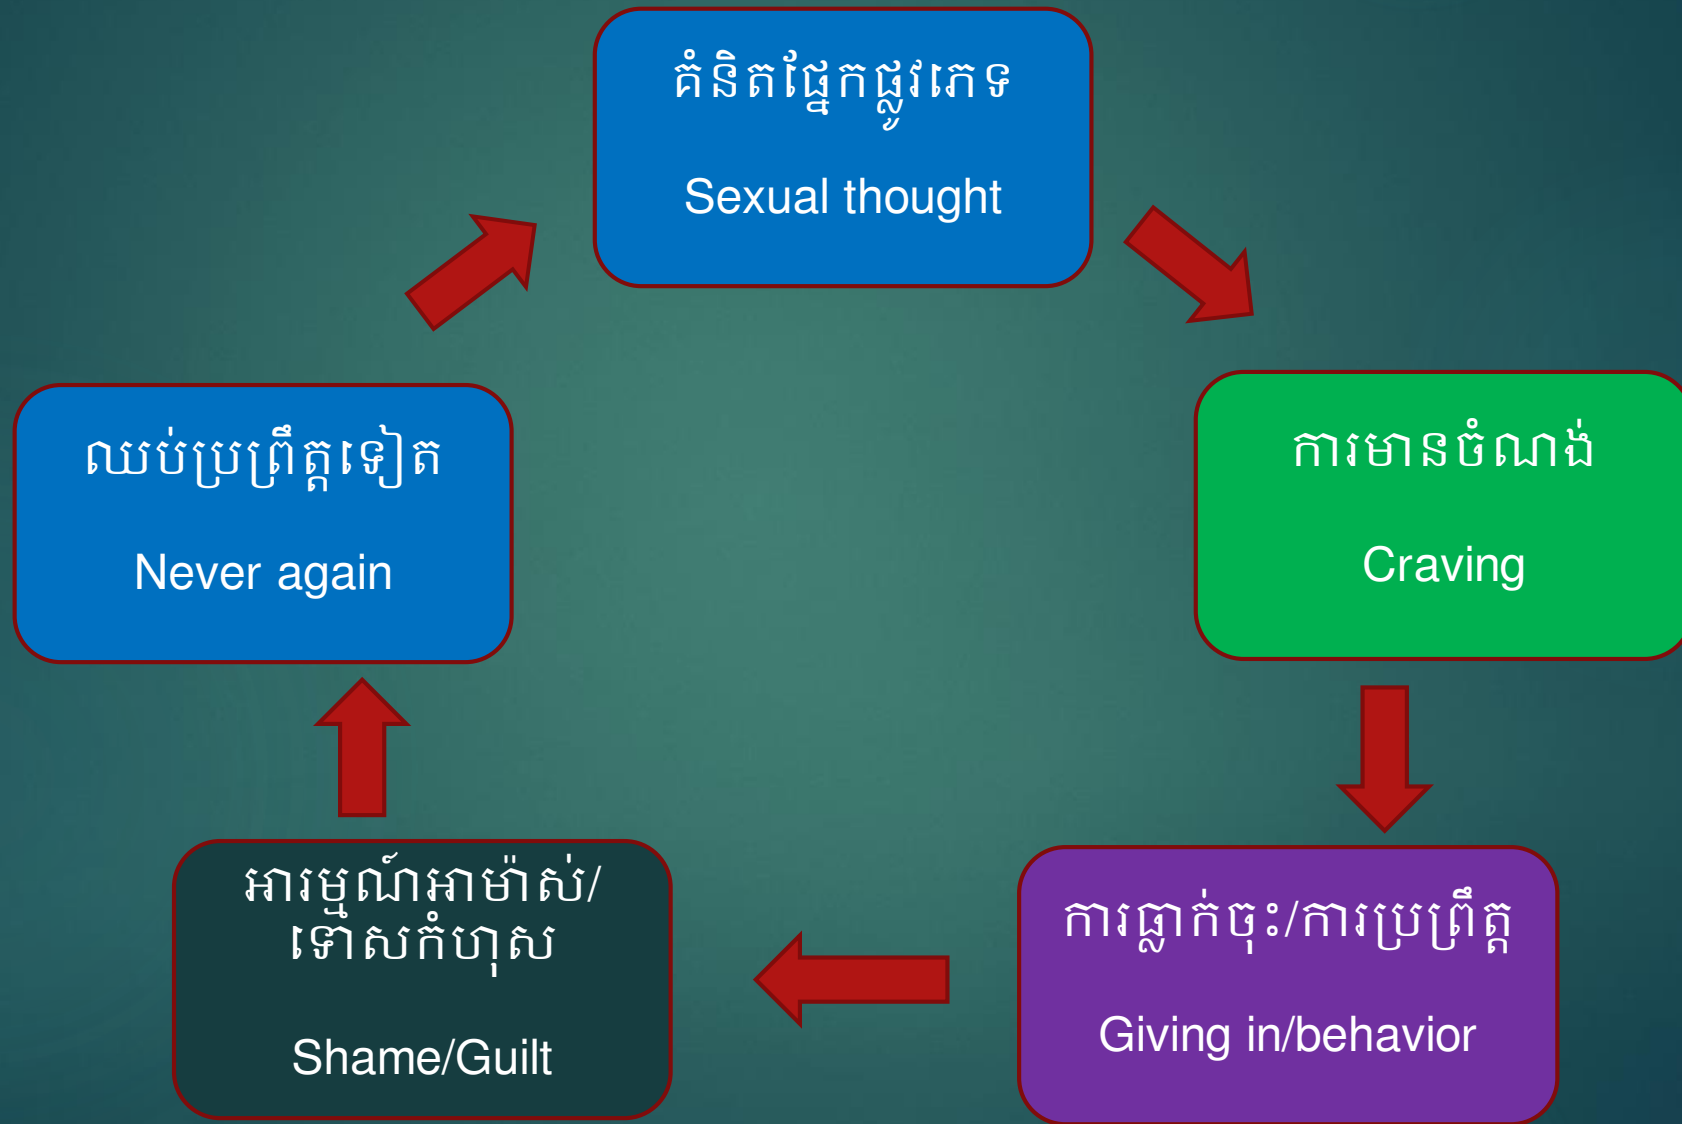 គំនិតផ្នែកផ្លូវភេទ
Sexual thought
ការមានចំណង់
Craving
ការធ្លាក់ចុះ/ការប្រព្រឹត្ត
Giving in/behavior
អារម្មណ៍អាម៉ាស់/
ទោសកំហុស
Shame/Guilt
ឈប់ប្រព្រឹត្តទៀត
Never again